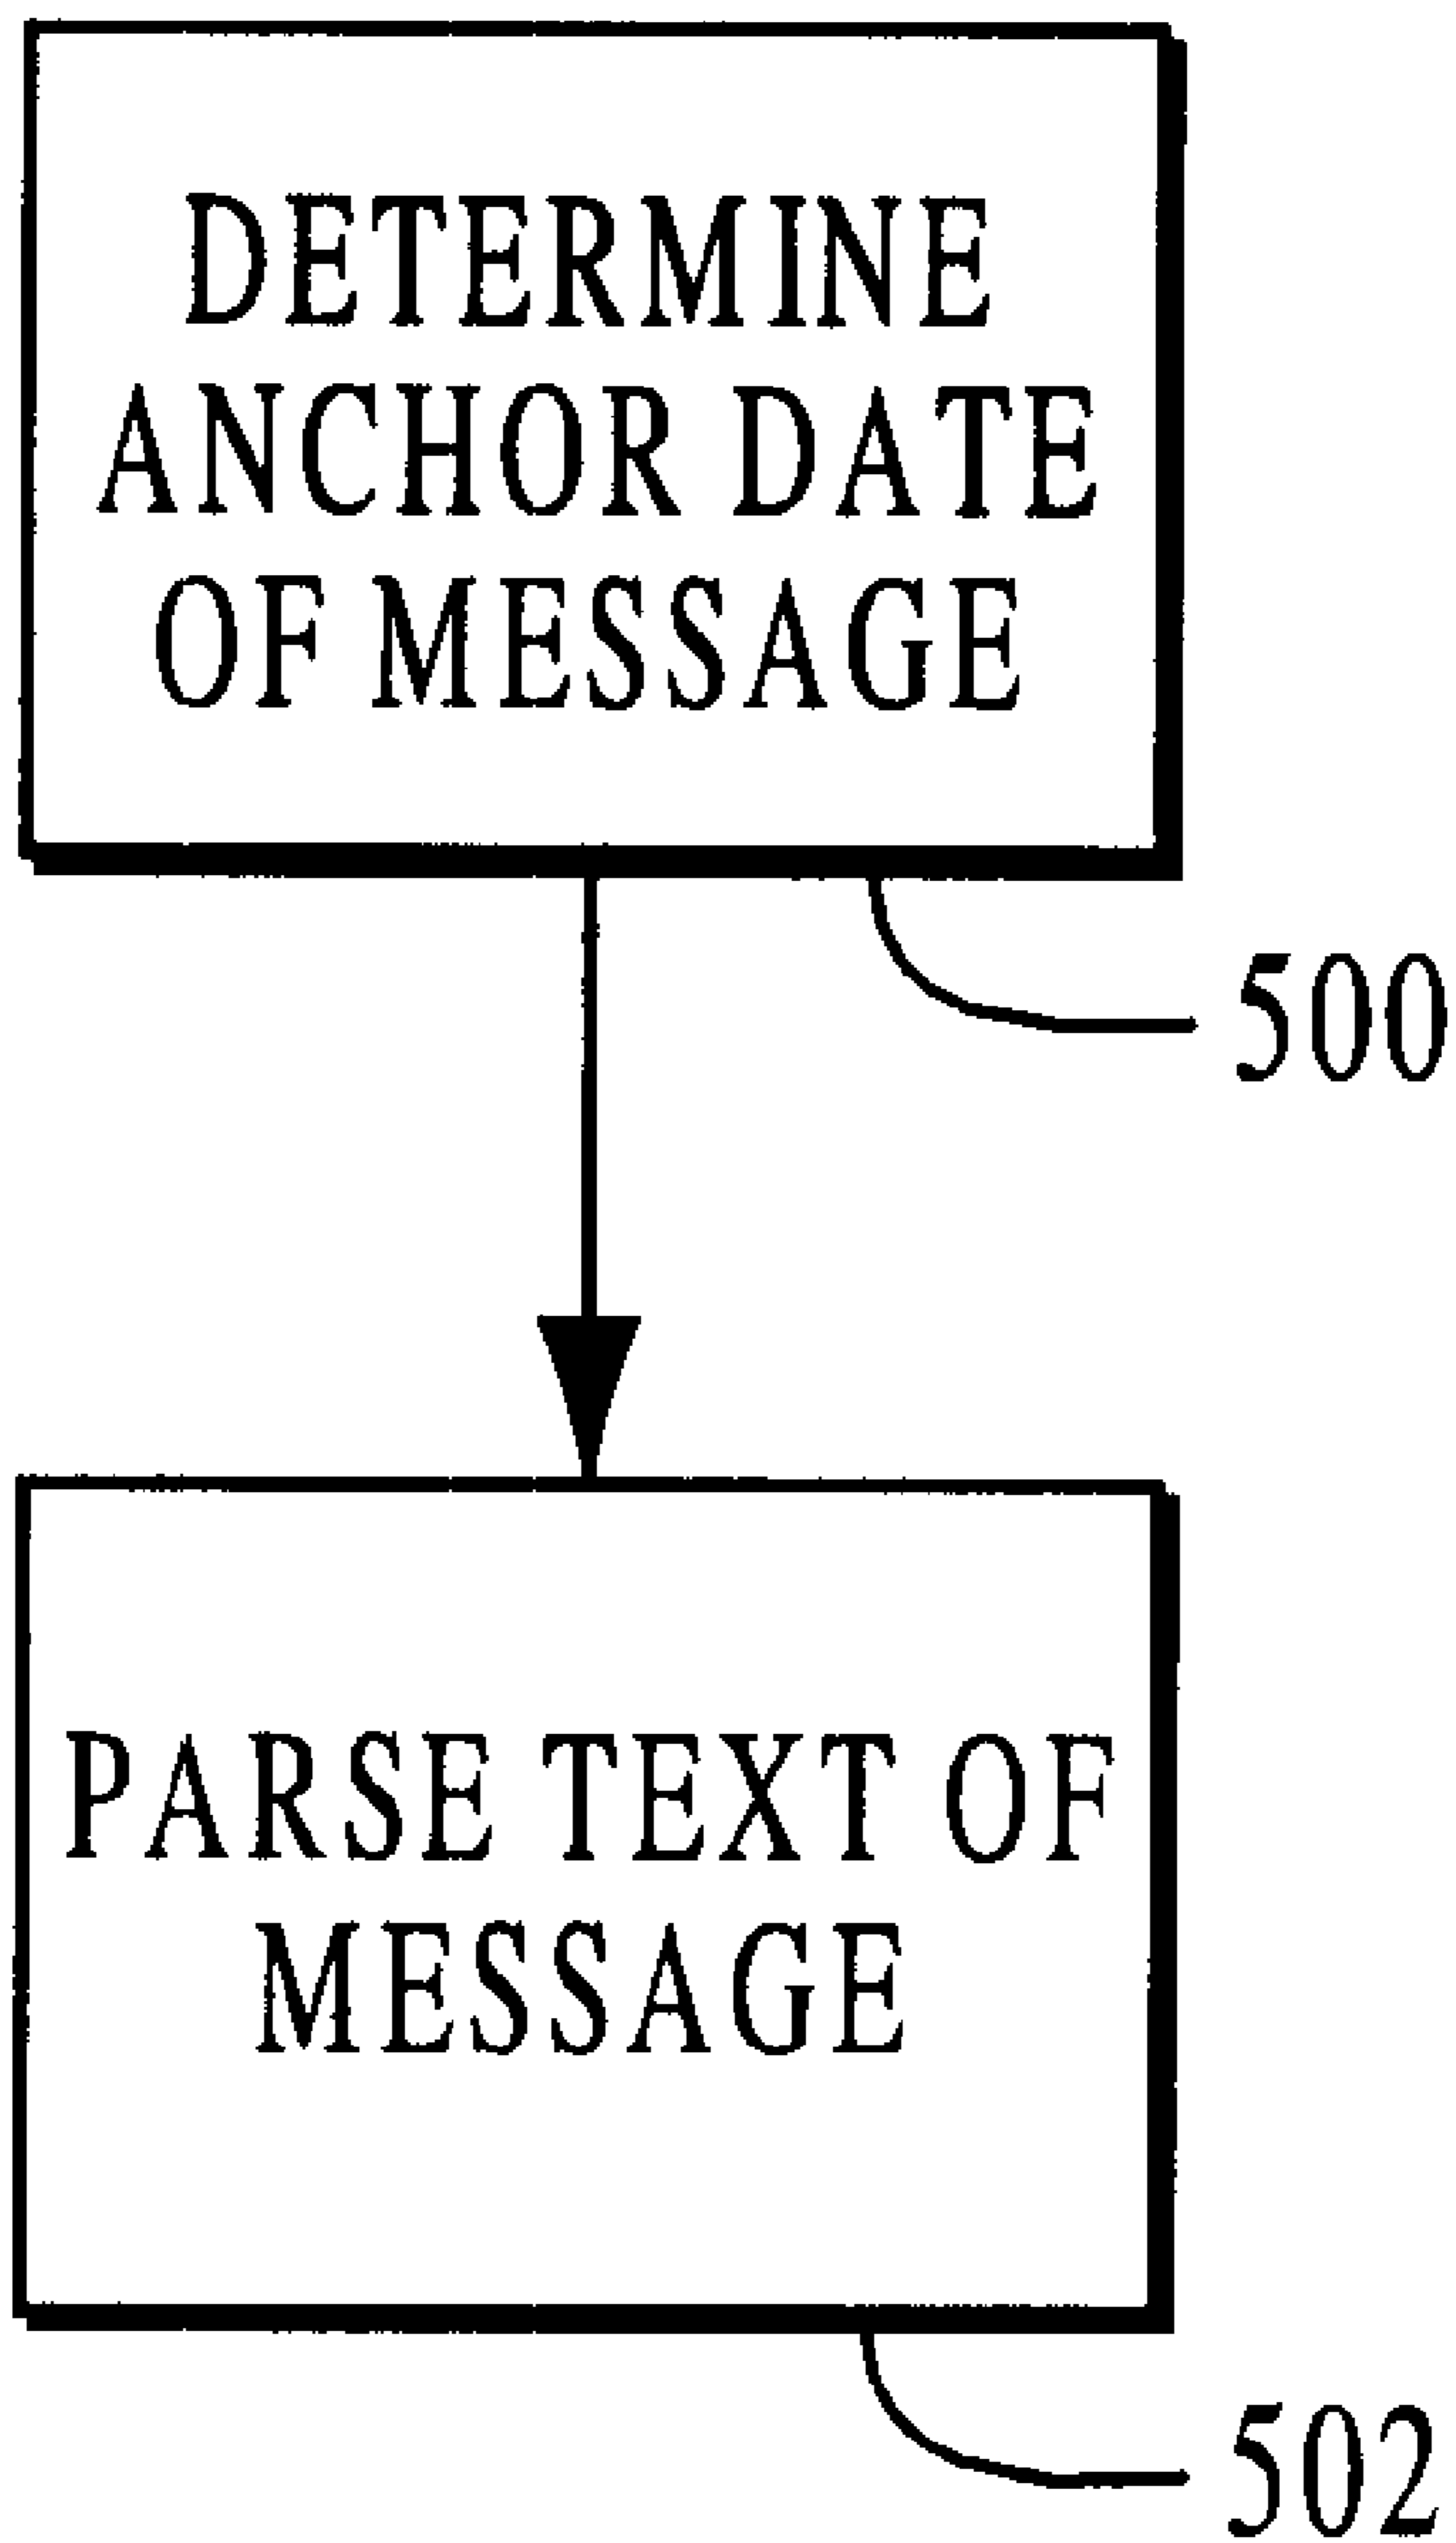 DETERMINE
ANCHOR DATE
OF MESSAGE
500
PARSE TEXT OF
MESSAGE
502